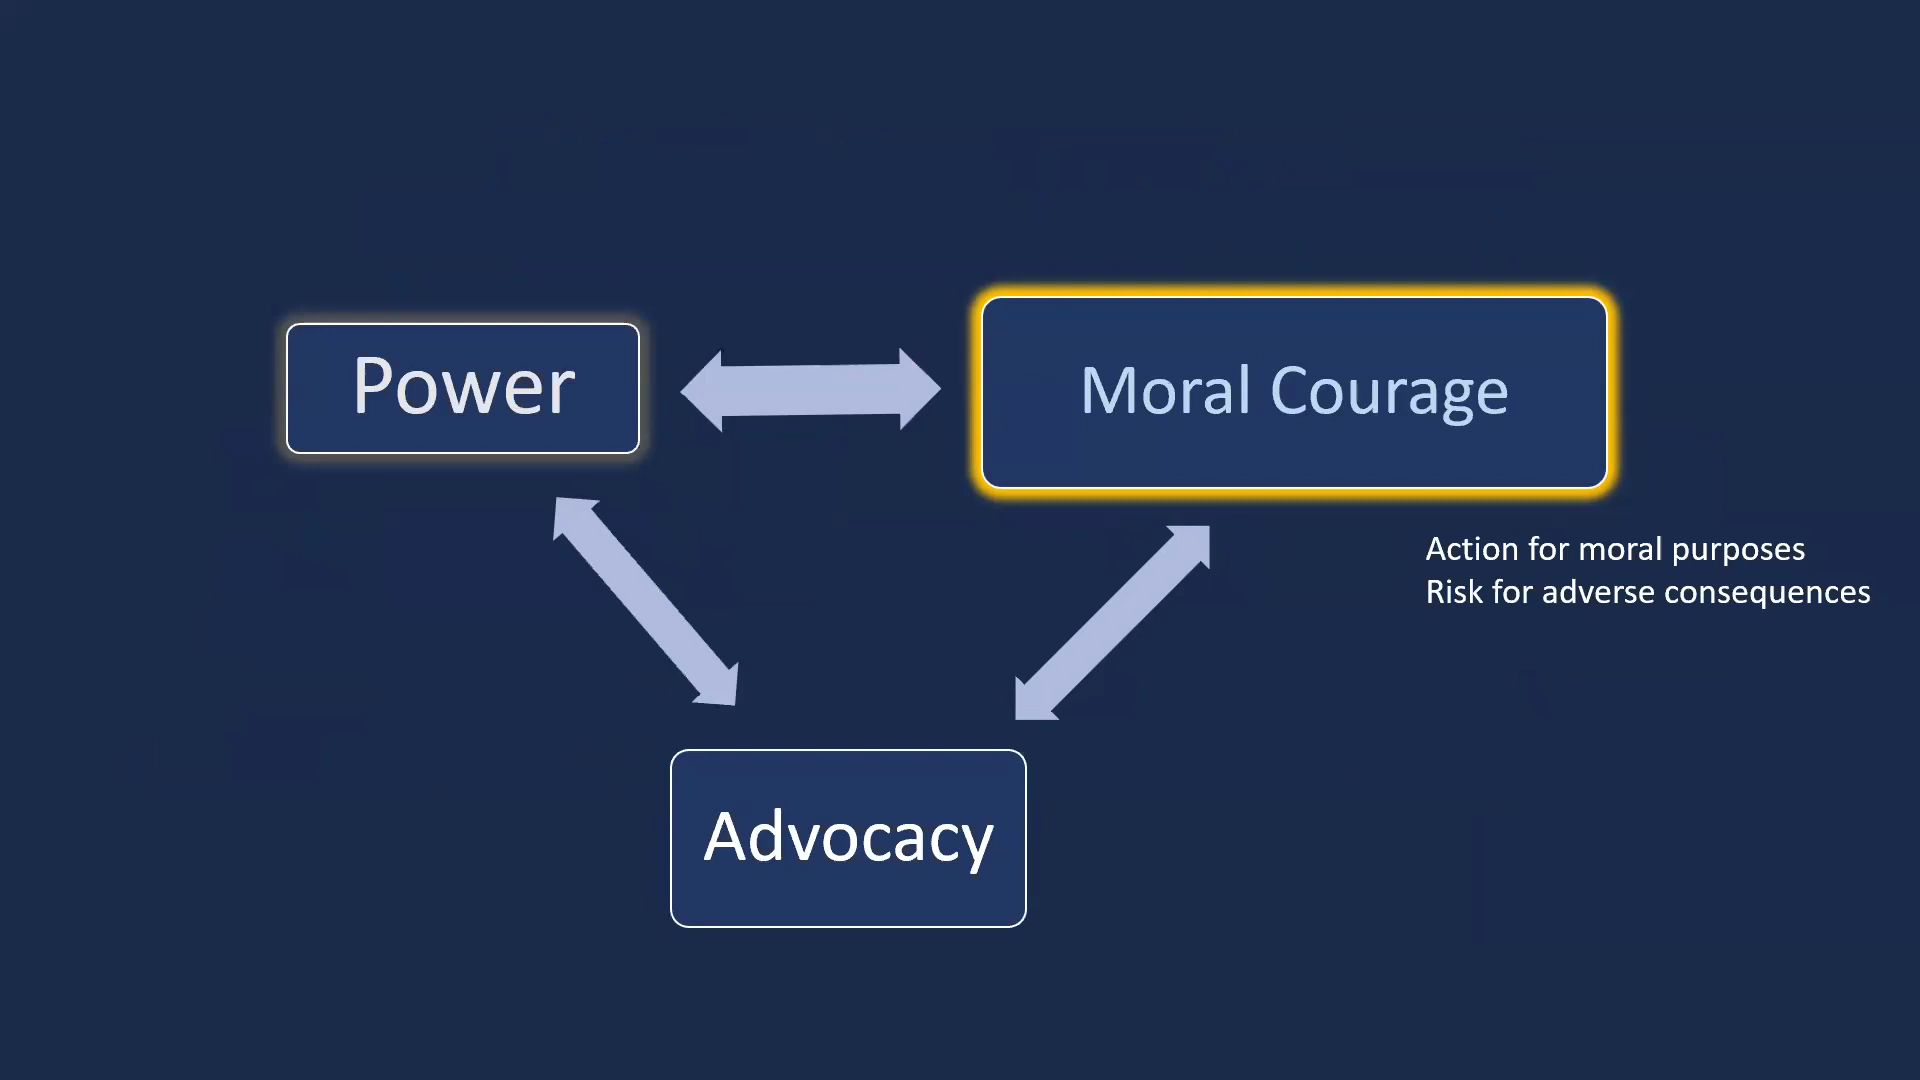 Power
Moral Courage
Action for moral purposes
Risk for adverse consequences
Advocacy